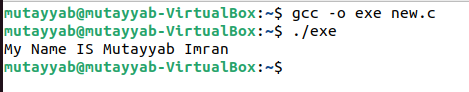 mutayyab@mutayyab-VirtualBox:~$ gcc -o exe new.c
mutayyab@mutayyab-VirtualBox:~$ ./exe
My Name IS Mutayyab Imran
mutayyab@mutayyab-VirtualBox:~$